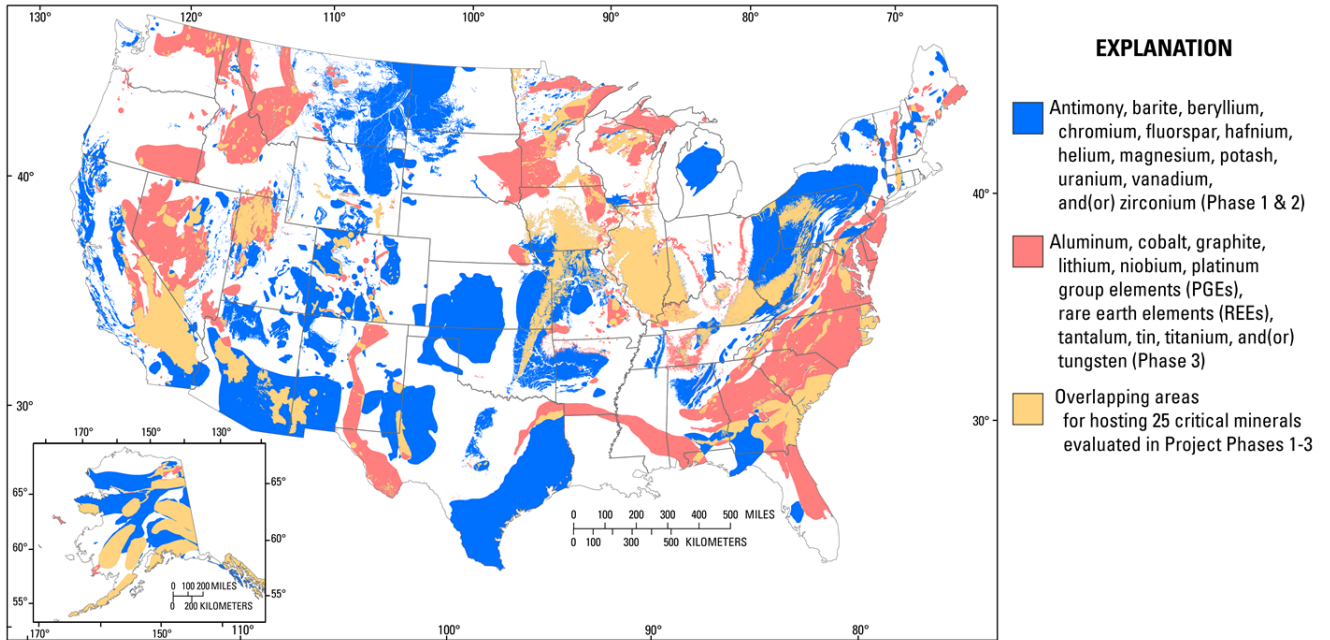 130°
120°
110°
100°
90°
80°
70°
40°
30°
40°
30°
EXPLANATION
Antimony, barite, beryllium,
chromium, fluorspar, hafnium,
helium, magnesium, potash,
uranium, vanadium,
and(or) zirconium (Phase 1 & 2)
Aluminum, cobalt, graphite,
lithium, niobium, platinum
group elements (PGEs),
rare earth elements (REEs),
tantalum, tin, titanium, and(or)
tungsten (Phase 3)
Overlapping areas
for hosting 25 critical minerals
evaluated in Project Phases 1-3
170°
150°
130°
65°
60°
55°
65°
60°
55°
0 100 200 MILES
0 200 KILOMETERS
0 100 200 300 400 500 MILES
0 100 300 500 KILOMETERS
170°
150°
110°
100°
90°
80°